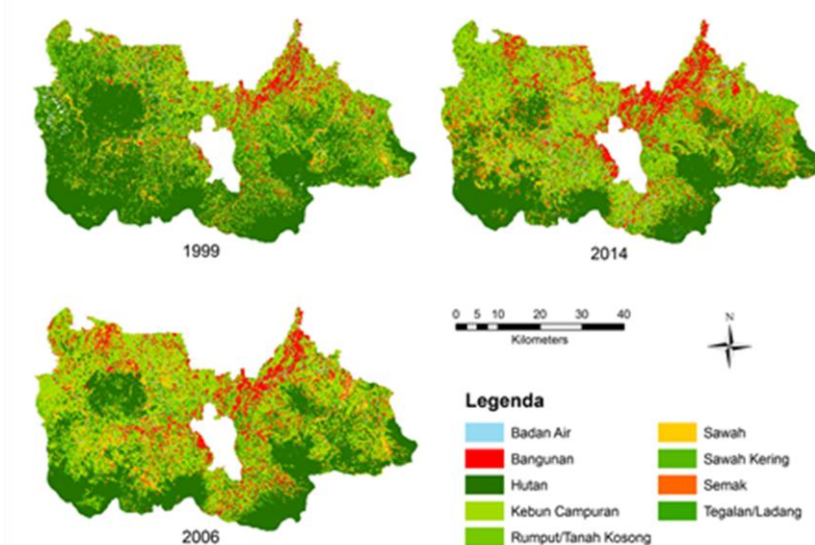 1999
2014
2006
0 5 10 20 30 40
Kilometers
N
Legenda
Badan Air
Bangunan
Hutan
Kebun Campuran
Rumput/Tanah Kosong
Sawah
Sawah Kering
Semak
Tegalan/Ladang